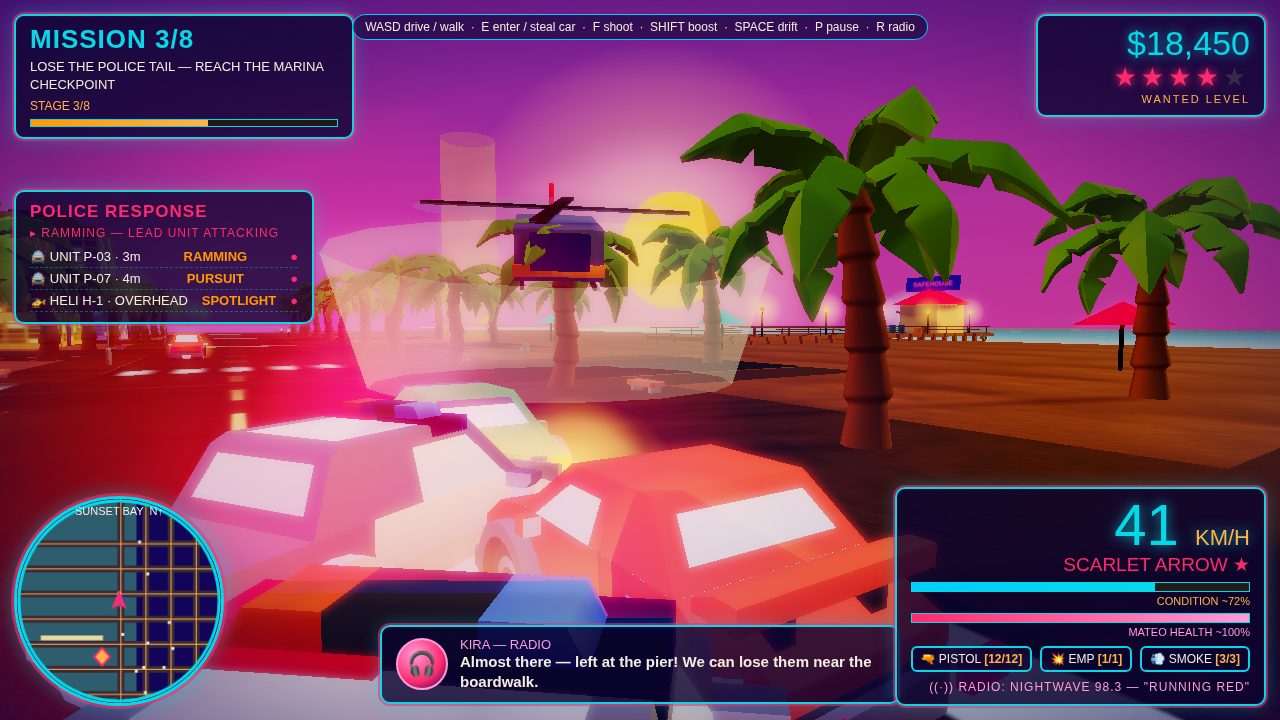 MISSION 3/8
LOSE THE POLICE TAIL — REACH THE MARINA
CHECKPOINT
STAGE 3/8
WASD drive / walk · E enter / steal car · F shoot · SHIFT boost · SPACE drift · P pause · R radio
$18,450
WANTED LEVEL
POLICE RESPONSE
▸ RAMMING — LEAD UNIT ATTACKING
UNIT P-03 · 3m RAMMING
UNIT P-07 · 4m PURSUIT
HELI H-1 · OVERHEAD SPOTLIGHT
SAFEHOUSE
SUNSET BAY
41 KM/H
SCARLET ARROW ★
CONDITION ~72%
MATEO HEALTH ~100%
PISTOL [12/12] EMP [1/1] SMOKE [3/3]
((·)) RADIO: NIGHTWAVE 98.3 — "RUNNING RED"
KIRA — RADIO
Almost there — left at the pier! We can lose them near the
boardwalk.